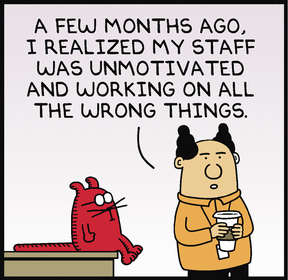 A FEW MONTHS AGO,
I REALIZED MY STAFF
WAS UNMOTIVATED
AND WORKING ON ALL
THE WRONG THINGS.